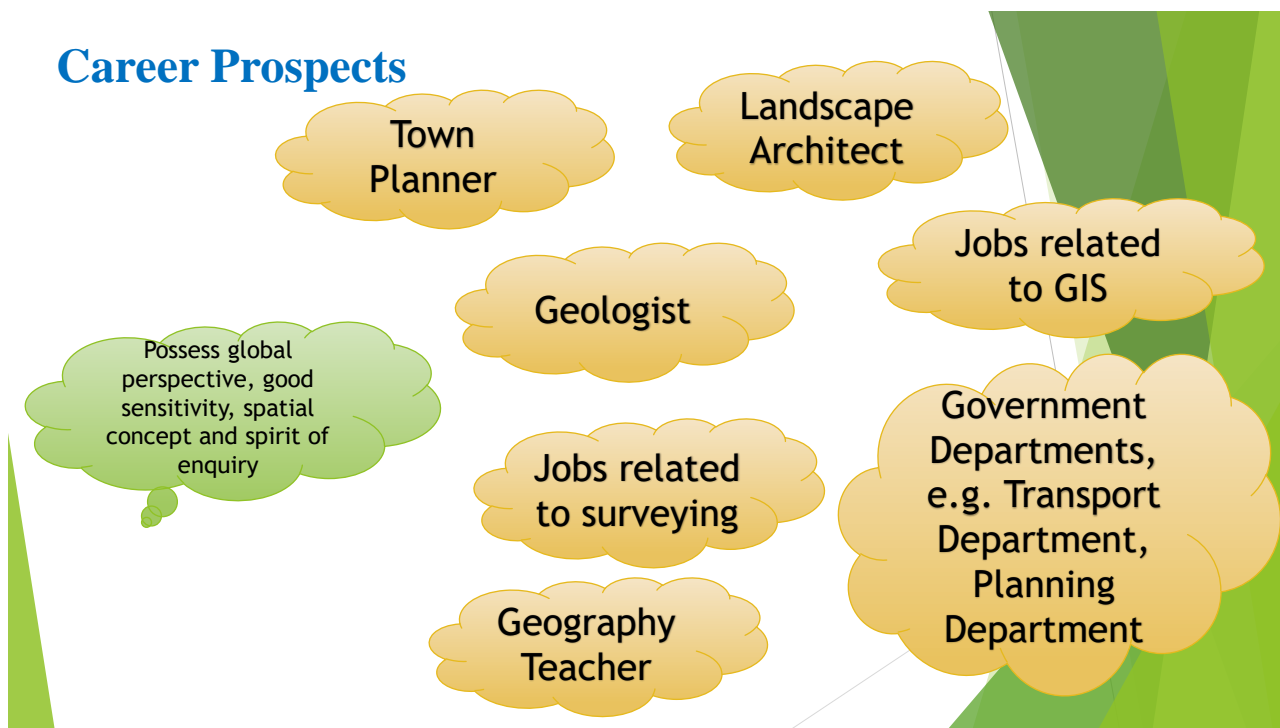 Career Prospects
Town
Planner
Landscape
Architect
Jobs related
to GIS
Geologist
Possess global
perspective, good
sensitivity, spatial
concept and spirit of
enquiry
Government
Departments,
e.g. Transport
Department,
Planning
Department
Jobs related
to surveying
Geography
Teacher